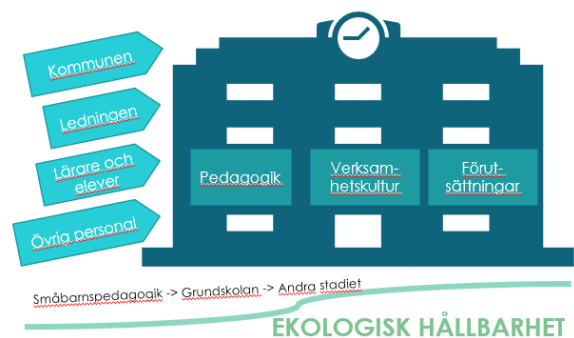 Kommunen
Ledningen
Lärare och
elever
Övrig personal
Pedagogik
Verksam-
hetskultur
Förut-
sättningar
Småbarnspedagogik -> Grundskolan -> Andra stadiet
EKOLOGISK HÅLLBARHET